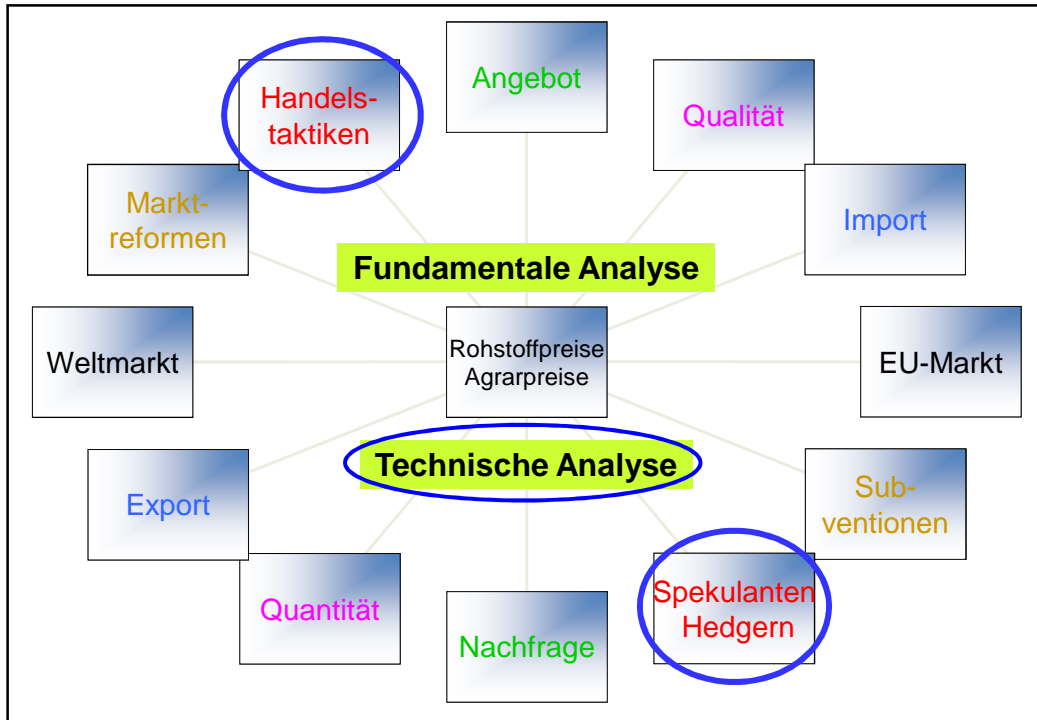 Angebot
Handels-
taktiken
Qualität
Markt-
reformen
Import
Fundamentale Analyse
Weltmarkt
Rohstoffpreise
Agrarpreise
EU-Markt
Technische Analyse
Export
Sub-
ventionen
Quantität
Spekulanten
Hedgern
Nachfrage